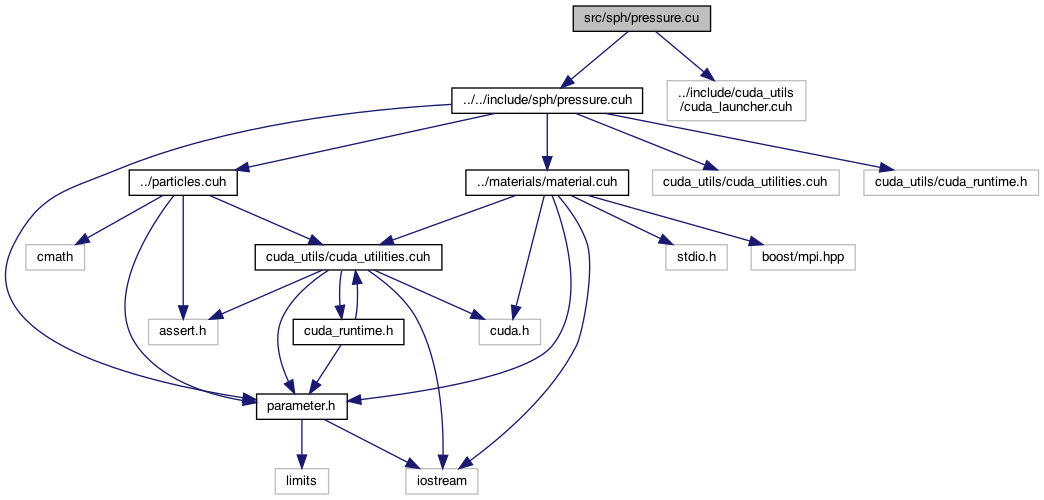 src/sph/pressure.cu
../../include/sph/pressure.cuh
../include/cuda_utils
/cuda_launcher.cuh
../particles.cuh
../materials/material.cuh
cuda_utils/cuda_utilities.cuh
cuda_utils/cuda_runtime.h
cmath
cuda_utils/cuda_utilities.cuh
stdio.h
boost/mpi.hpp
assert.h
cuda_runtime.h
cuda.h
parameter.h
limits
iostream